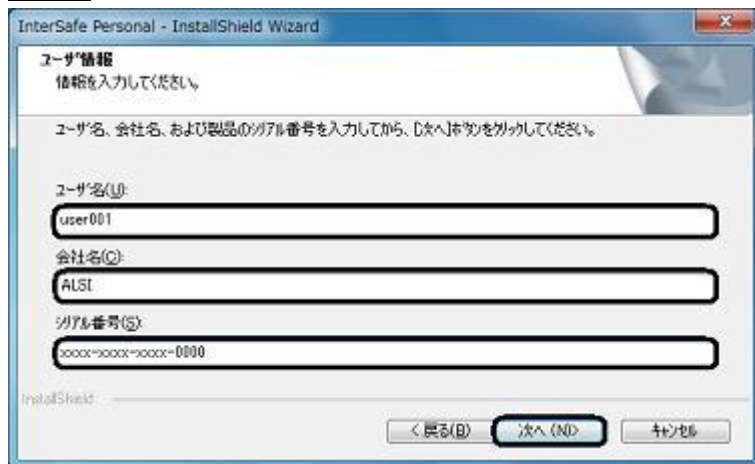 InterSafe Personal - InstallShield Wizard
ユーザ情報
情報を入力してください。
ユーザ名、会社名、および製品のシリアル番号を入力してから、[次へ]ボタンをクリックしてください。
ユーザ名(U):
user001
会社名(C):
ALSI
シリアル番号(S):
xxxx-xxxx-xxxx-0000
InstallShield
< 戻る(B)
次へ(N)>
キャンセル